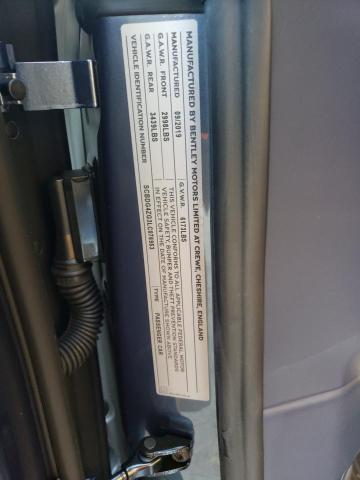 MANUFACTURED BY BENTLEY MOTORS LIMITED AT CREWE, CHESHIRE, ENGLAND
MANUFACTURED 09/2019 G.V.W.R. 6173LBS
G.A.W.R. FRONT 2998LBS
G.A.W.R. REAR 3439LBS
THIS VEHICLE CONFORMS TO ALL APPLICABLE FEDERAL MOTOR
VEHICLE SAFETY BUMPER AND THEFT PREVENTION STANDARDS
IN EFFECT ON THE DATE OF MANUFACTURE SHOWN ABOVE
VEHICLE IDENTIFICATION NUMBER SCBDG4ZG3LC076953 TYPE PASSENGER CAR